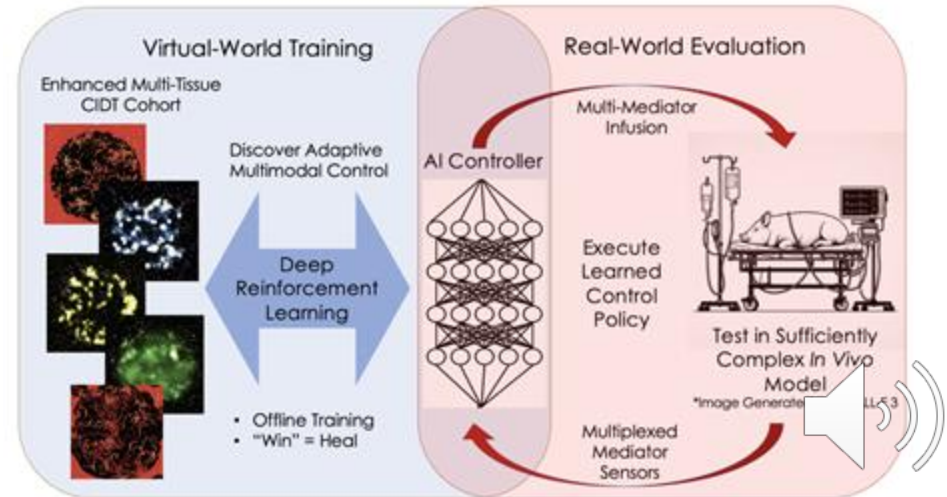 Virtual-World Training
Real-World Evaluation
Enhanced Multi-Tissue
CIDT Cohort
Discover Adaptive
Multimodal Control
Deep
Reinforcement
Learning
• Offline Training
• “Win” = Heal
AI Controller
Multi-Mediator
Infusion
Execute
Learned
Control
Policy
Test in Sufficiently
Complex In Vivo
Model
*Image Generate
Multiplexed
Mediator
Sensors